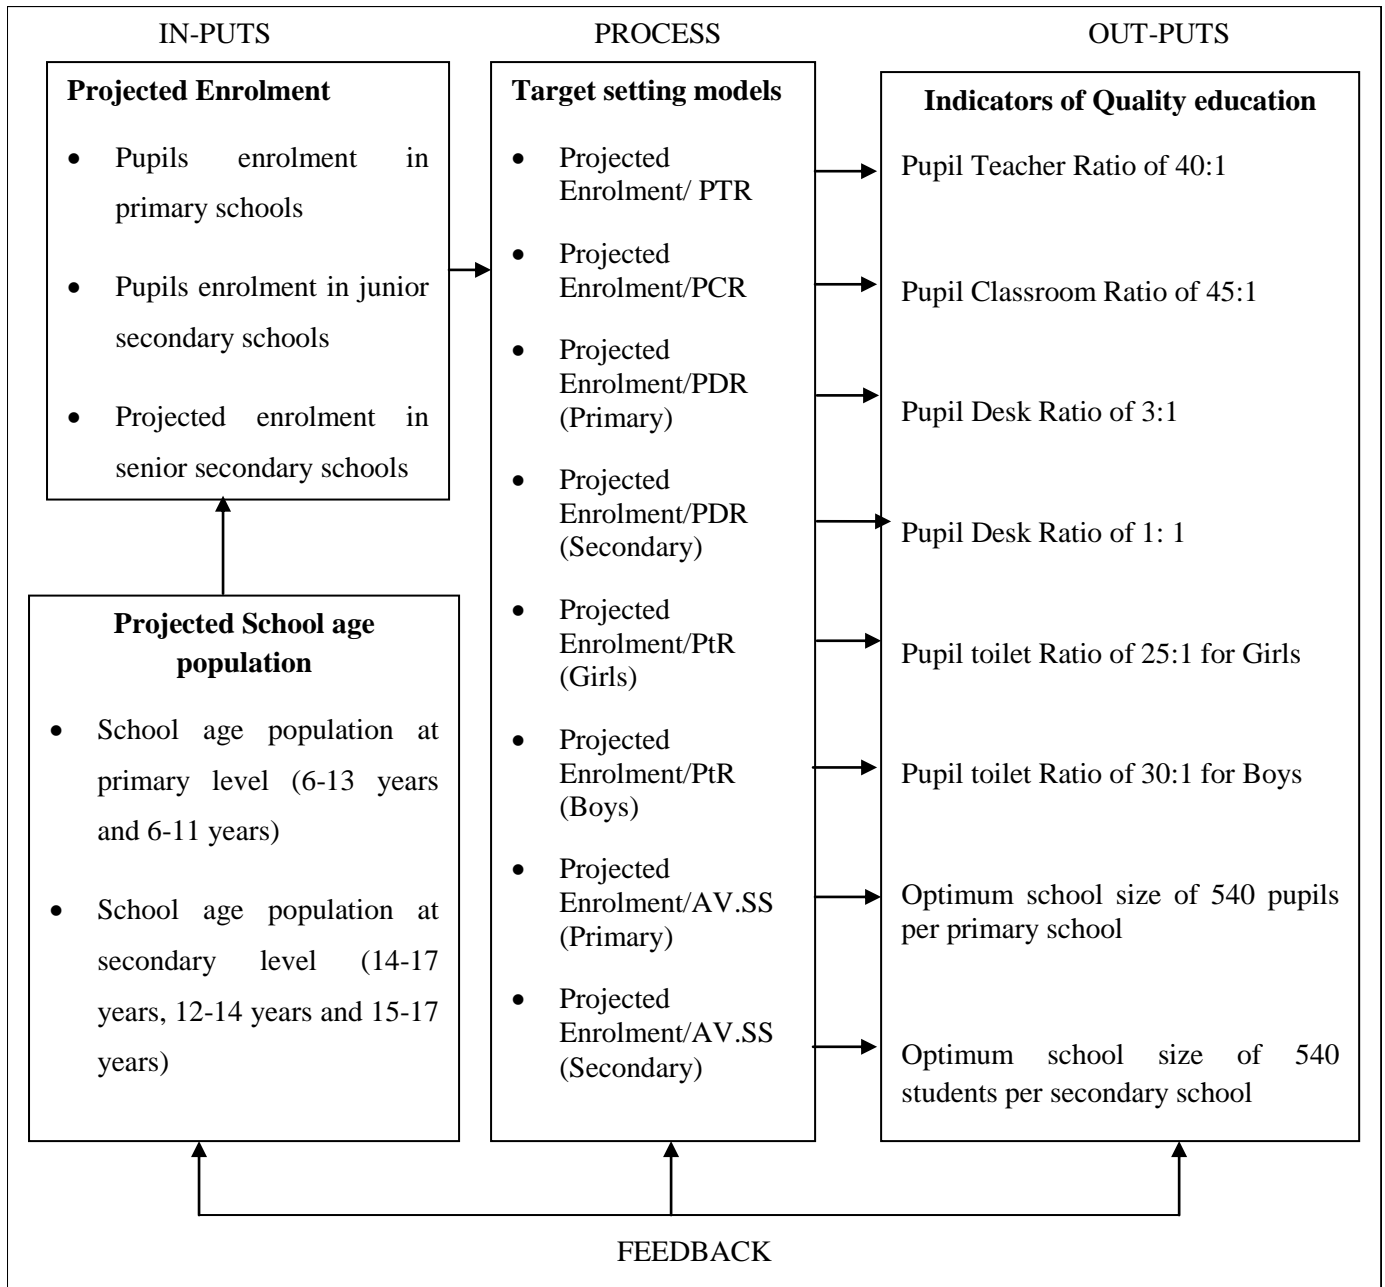 IN-PUTS
PROCESS
OUT-PUTS
Projected Enrolment
• Pupils enrolment in
primary schools
• Pupils enrolment in junior
secondary schools
• Projected enrolment in
senior secondary schools
Projected School age
population
• School age population at
primary level (6-13 years
and 6-11 years)
• School age population at
secondary level (14-17
years, 12-14 years and 15-17
years)
Target setting models
• Projected
Enrolment/ PTR
• Projected
Enrolment/PCR
• Projected
Enrolment/PDR
(Primary)
• Projected
Enrolment/PDR
(Secondary)
• Projected
Enrolment/PtR
(Girls)
• Projected
Enrolment/PtR
(Boys)
• Projected
Enrolment/AV.SS
(Primary)
• Projected
Enrolment/AV.SS
(Secondary)
Indicators of Quality education
Pupil Teacher Ratio of 40:1
Pupil Classroom Ratio of 45:1
Pupil Desk Ratio of 3:1
Pupil Desk Ratio of 1: 1
Pupil toilet Ratio of 25:1 for Girls
Pupil toilet Ratio of 30:1 for Boys
Optimum school size of 540 pupils
per primary school
Optimum school size of 540
students per secondary school
FEEDBACK